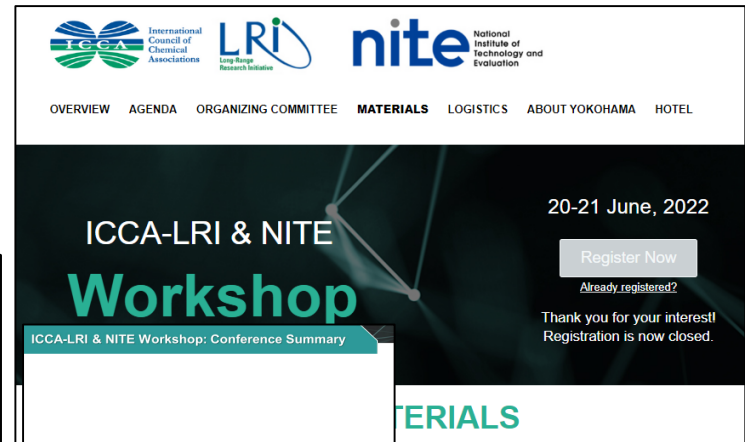 ICCA
International
Council of
Chemical
Associations
LRI
Long-Range
Research Initiative
nite
National
Institute of
Technology and
Evaluation
OVERVIEW AGENDA ORGANIZING COMMITTEE MATERIALS LOGISTICS ABOUT YOKOHAMA HOTEL
ICCA-LRI & NITE
Workshop
20-21 June, 2022
Register Now
Already registered?
Thank you for your interest!
Registration is now closed.
ICCA-LRI & NITE Workshop: Conference Summary
TERIALS